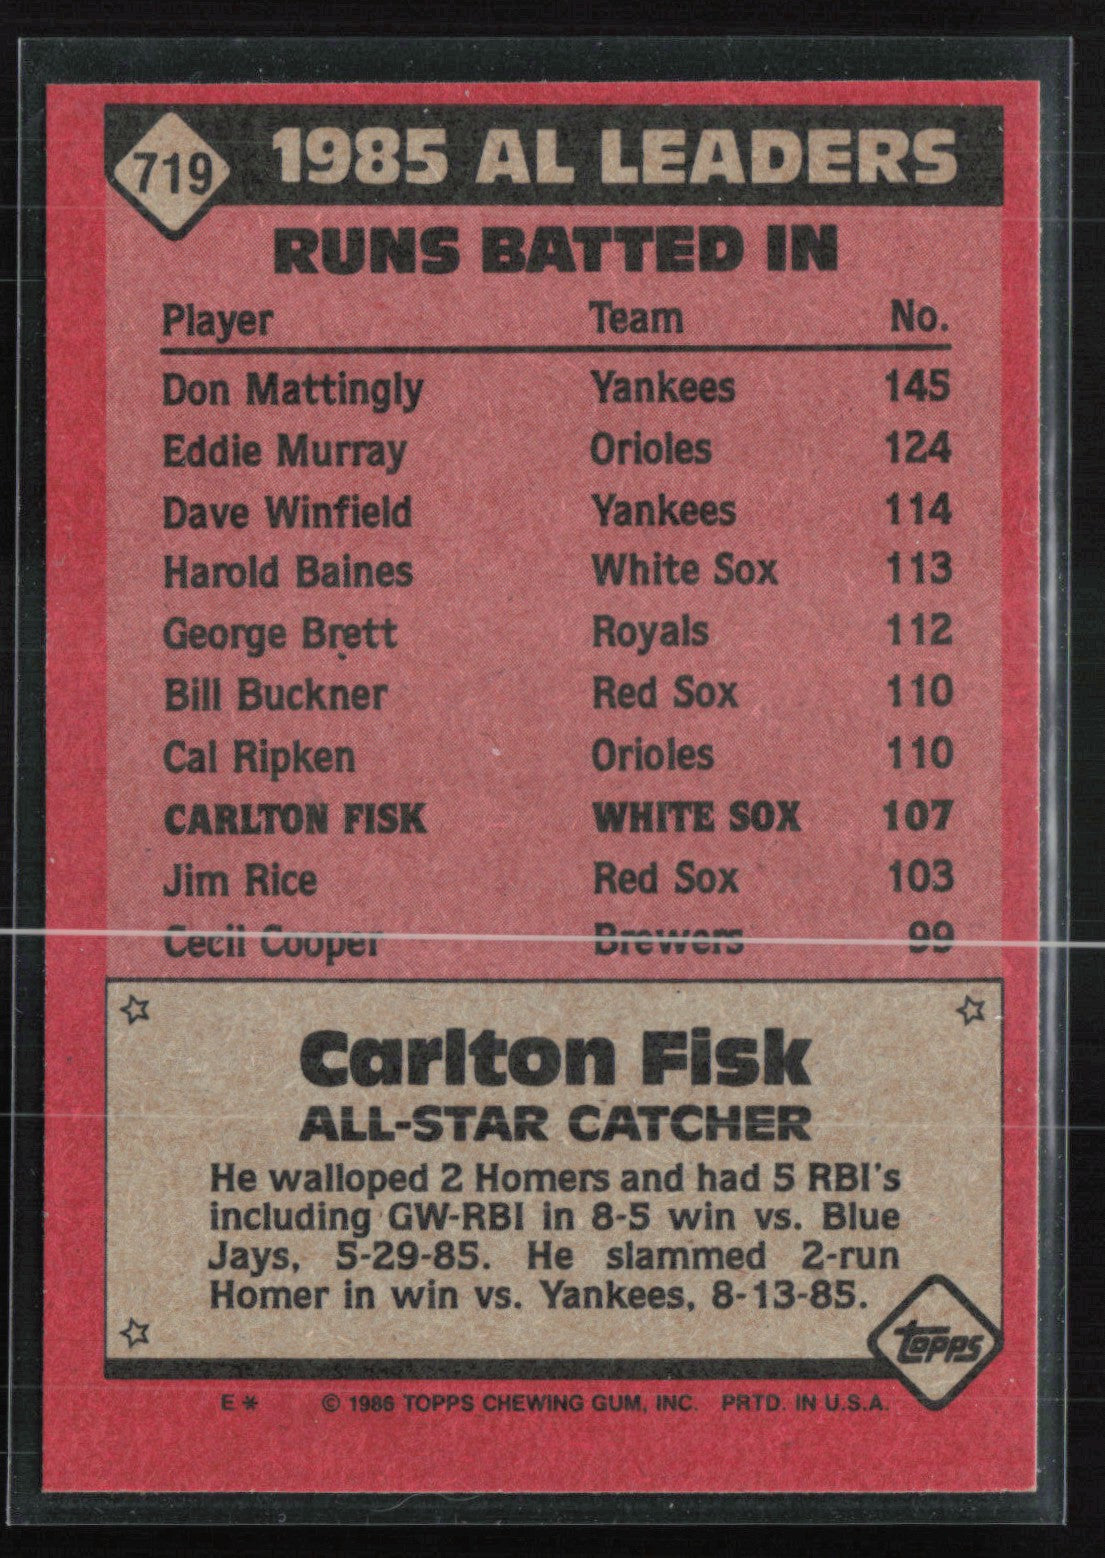 719 1985 AL LEADERS
RUNS BATTED IN
Player Team No.
Don Mattingly Yankees 145
Eddie Murray Orioles 124
Dave Winfield Yankees 114
Harold Baines White Sox 113
George Brett Royals 112
Bill Buckner Red Sox 110
Cal Ripken Orioles 110
CARLTON FISK WHITE SOX 107
Jim Rice Red Sox 103
Cecil Cooper Brewers 99
Carlton Fisk
ALL-STAR CATCHER
He walloped 2 Homers and had 5 RBI's
including GW-RBI in 8-5 win vs. Blue
Jays, 5-29-85. He slammed 2-run
Homer in win vs. Yankees, 8-13-85.
topps
E * © 1986 TOPPS CHEWING GUM, INC. PRTD. IN U.S.A.